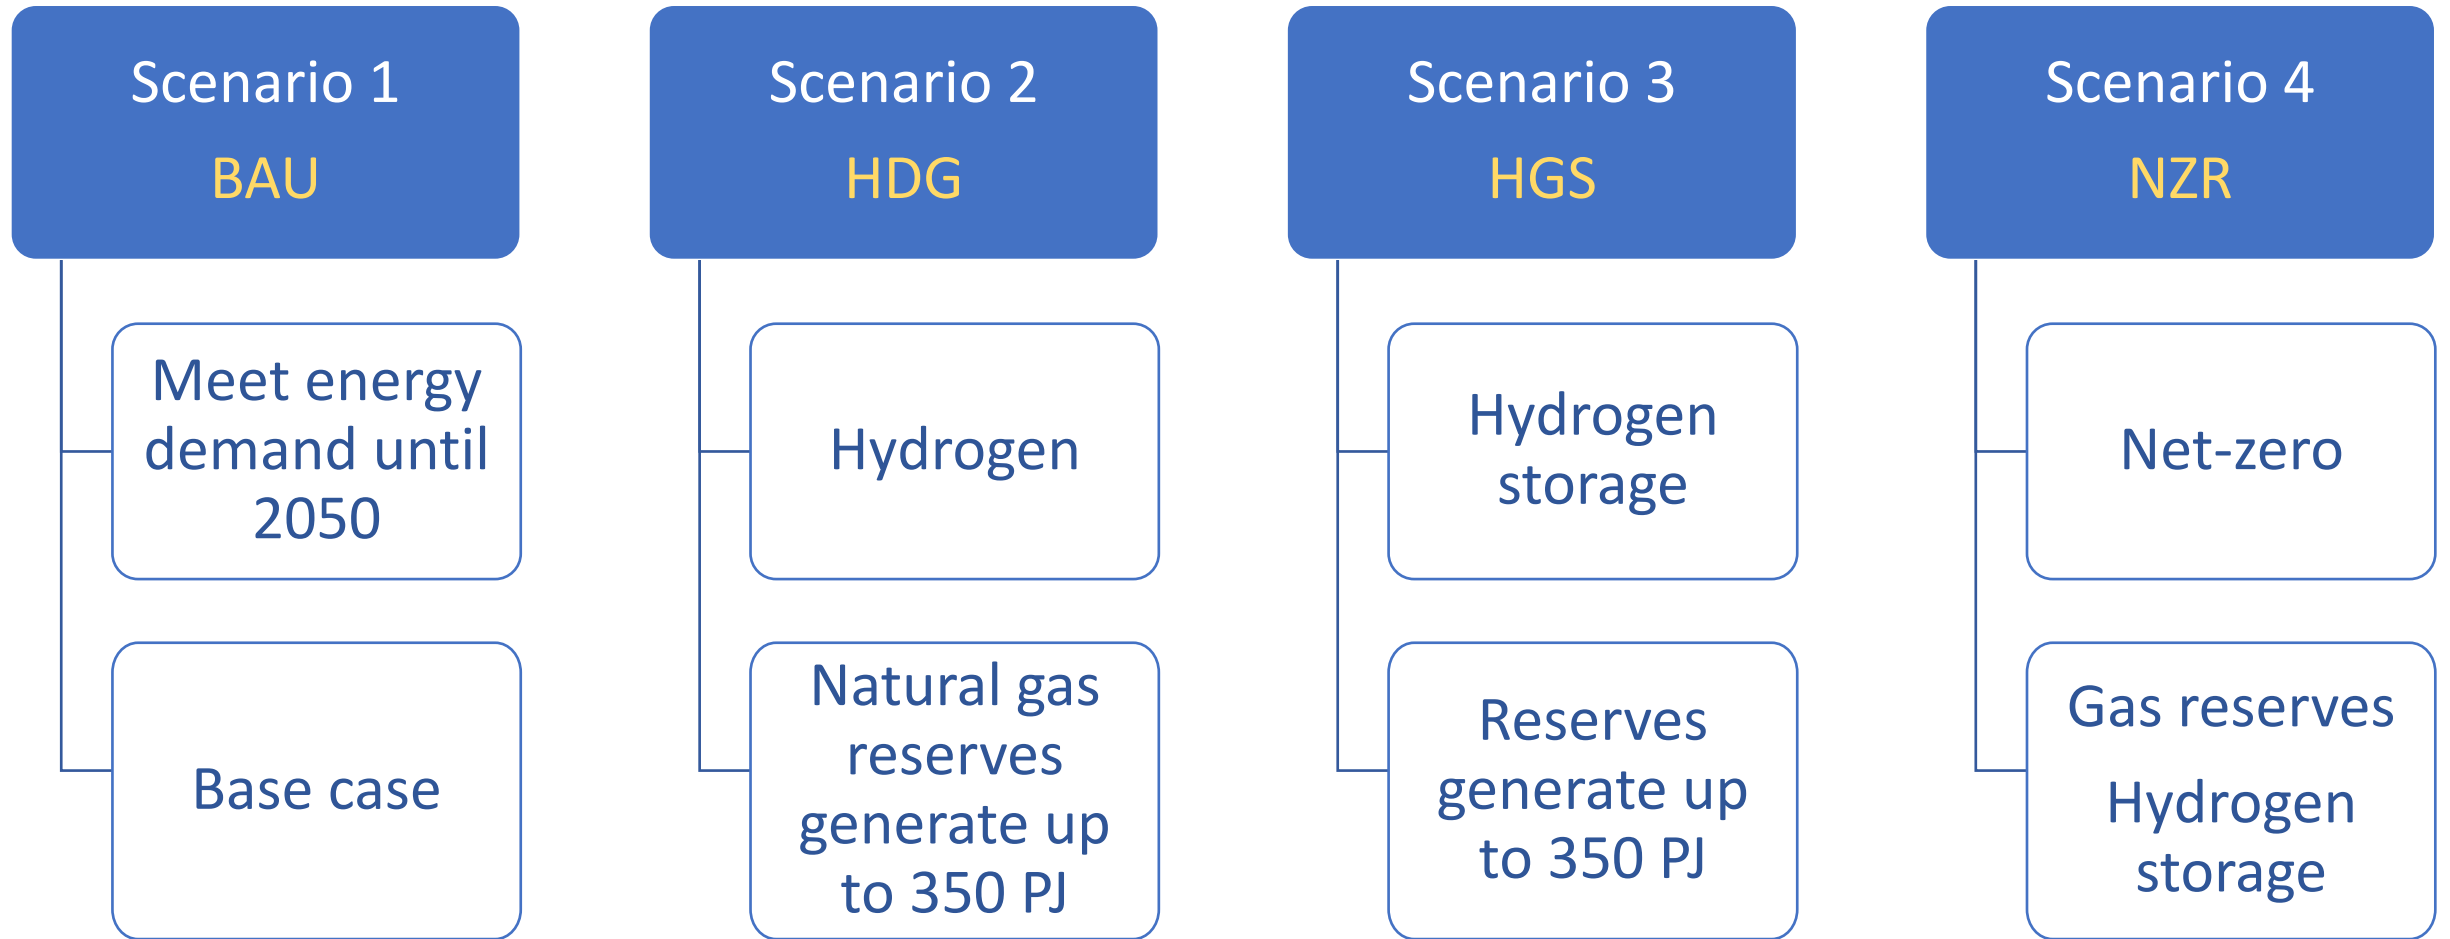 Scenario 1
BAU
Meet energy
demand until
2050
Base case
Scenario 2
HDG
Hydrogen
Natural gas
reserves
generate up
to 350 PJ
Scenario 3
HGS
Hydrogen
storage
Reserves
generate up
to 350 PJ
Scenario 4
NZR
Net-zero
Gas reserves
Hydrogen
storage